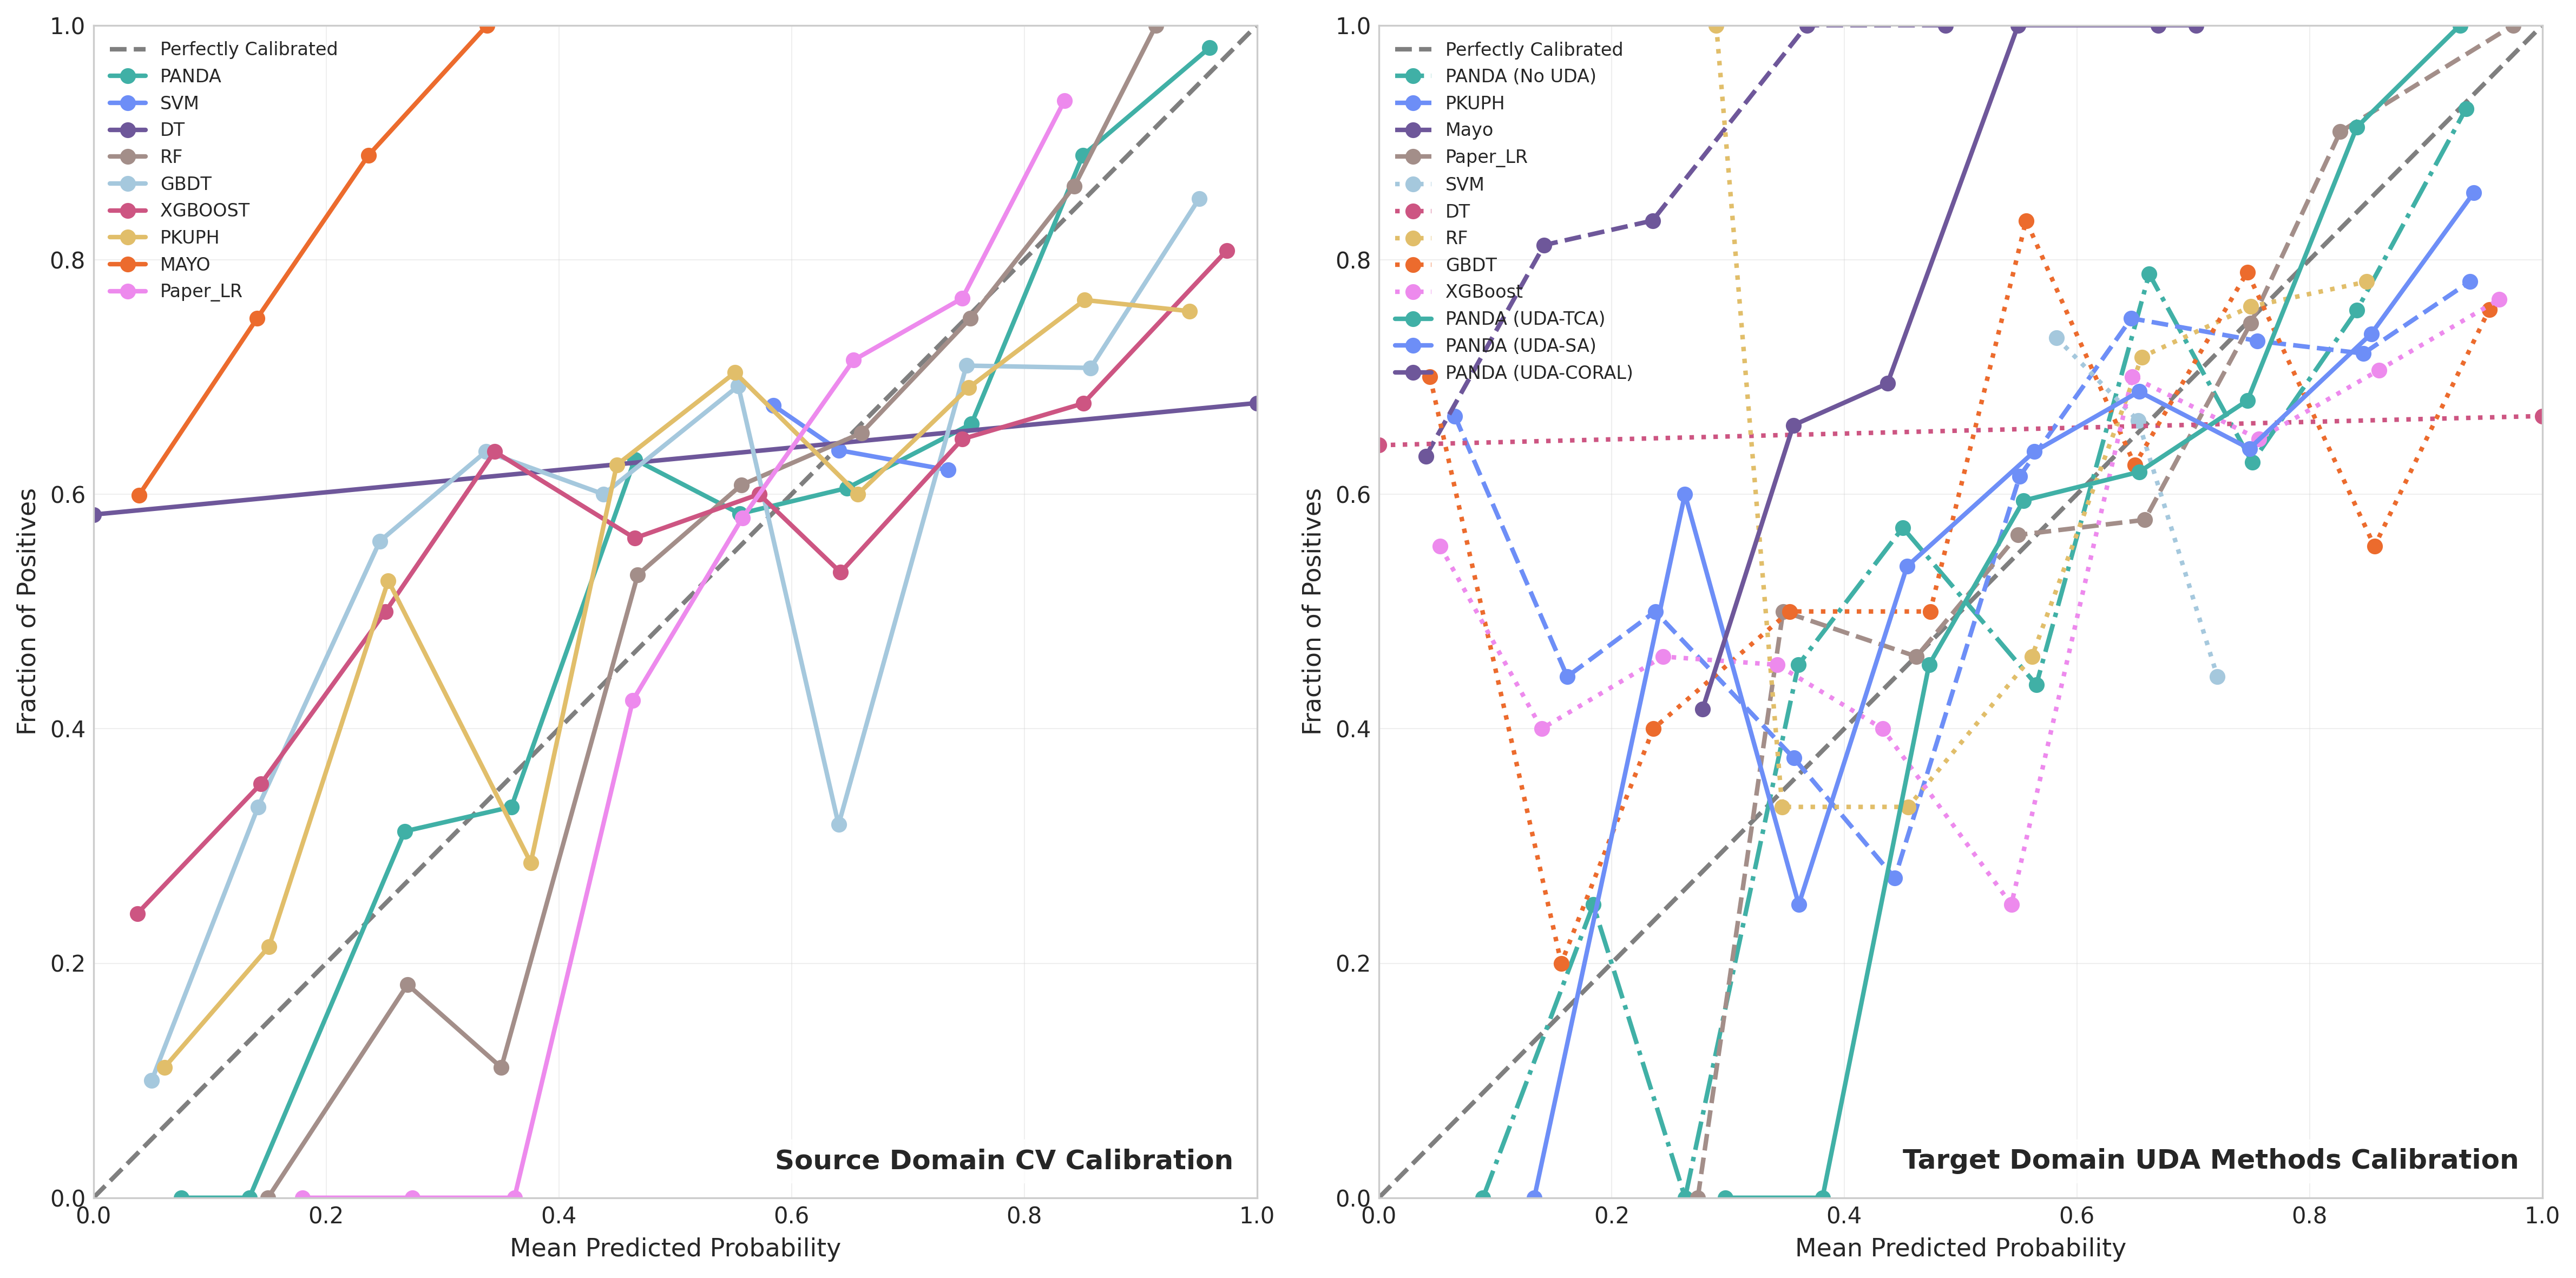 1.0
0.8
0.6
0.4
0.2
0.0
Fraction of Positives
Perfectly Calibrated
PANDA
SVM
DT
RF
GBDT
XGBOOST
PKUPH
MAYO
Paper_LR
Source Domain CV Calibration
0.0 0.2 0.4 0.6 0.8 1.0
Mean Predicted Probability
1.0
0.8
0.6
0.4
0.2
0.0
Fraction of Positives
Perfectly Calibrated
PANDA (No UDA)
PKUPH
Mayo
Paper_LR
SVM
DT
RF
GBDT
XGBoost
PANDA (UDA-TCA)
PANDA (UDA-SA)
PANDA (UDA-CORAL)
Target Domain UDA Methods Calibration
0.0 0.2 0.4 0.6 0.8 1.0
Mean Predicted Probability